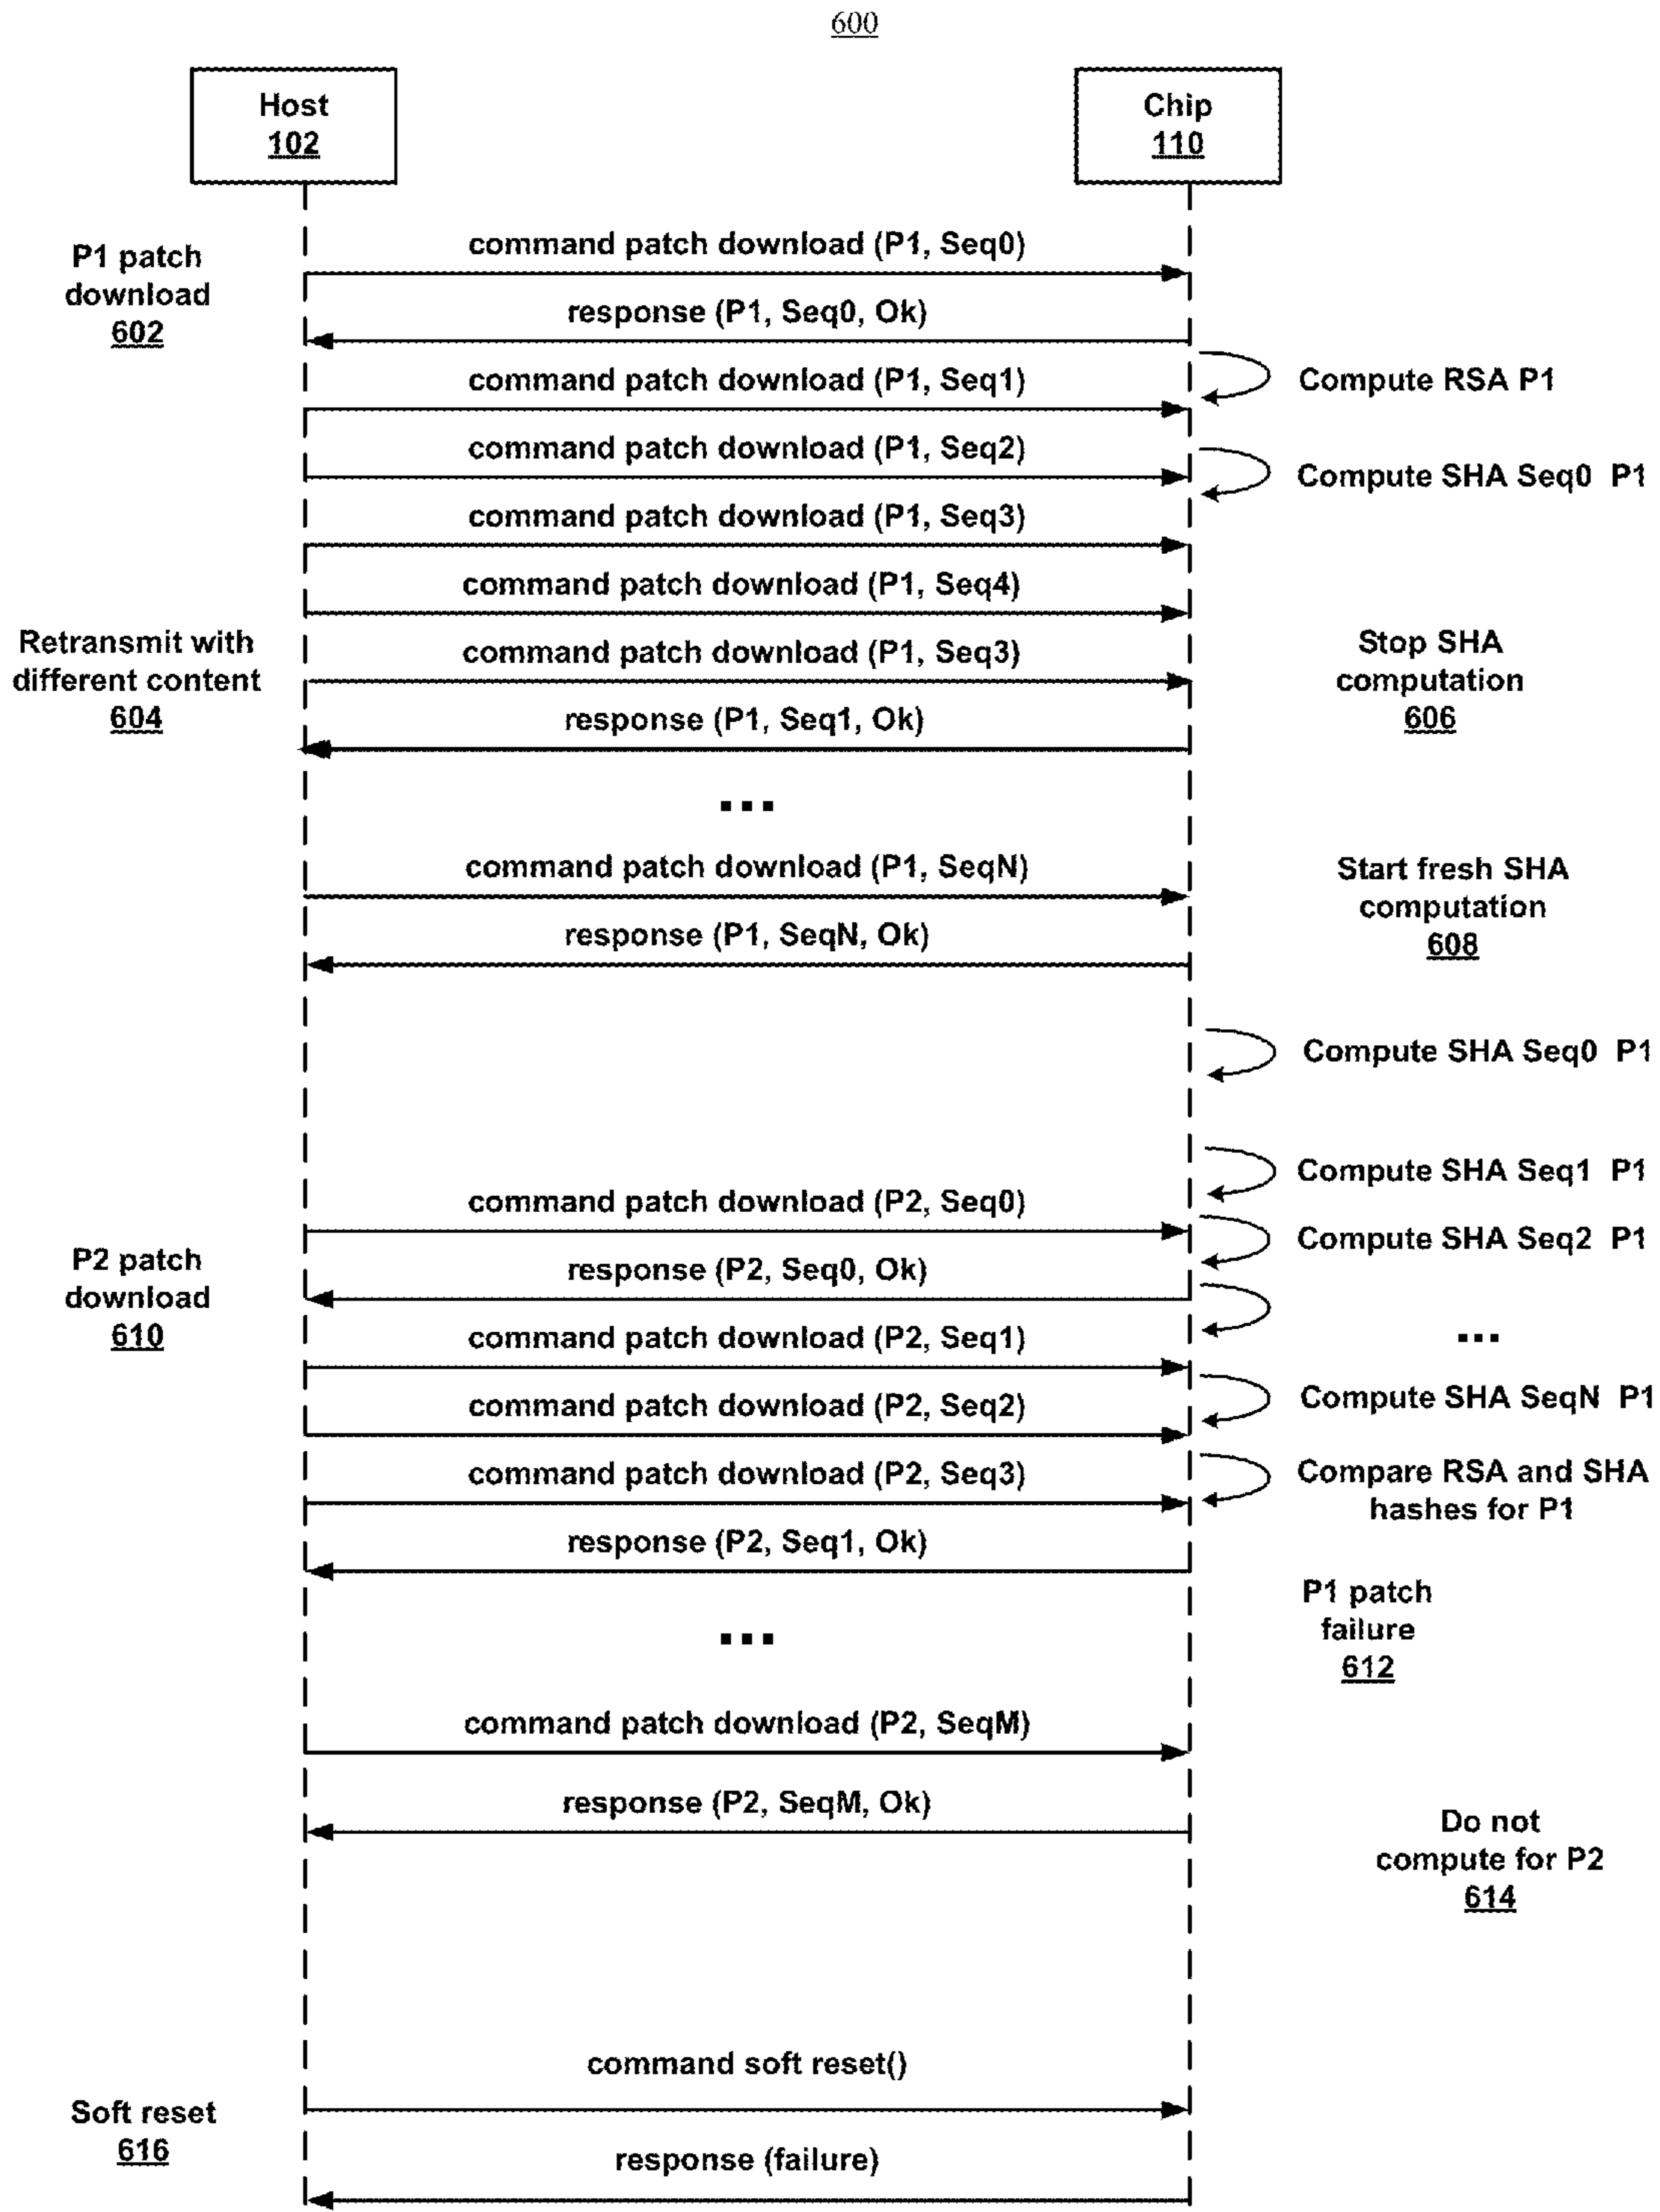 600
Host
102
Chip
110
P1 patch
download
602
command patch download (P1, Seq0)
response (P1, Seq0, Ok)
command patch download (P1, Seq1)
Compute RSA P1
command patch download (P1, Seq2)
Compute SHA Seq0 P1
command patch download (P1, Seq3)
command patch download (P1, Seq4)
Retransmit with
different content
604
command patch download (P1, Seq3)
Stop SHA
computation
606
response (P1, Seq1, Ok)
...
command patch download (P1, SeqN)
Start fresh SHA
computation
608
response (P1, SeqN, Ok)
Compute SHA Seq0 P1
Compute SHA Seq1 P1
command patch download (P2, Seq0)
Compute SHA Seq2 P1
P2 patch
download
610
response (P2, Seq0, Ok)
command patch download (P2, Seq1)
...
command patch download (P2, Seq2)
Compute SHA SeqN P1
command patch download (P2, Seq3)
Compare RSA and SHA
hashes for P1
response (P2, Seq1, Ok)
P1 patch
failure
612
...
command patch download (P2, SeqM)
response (P2, SeqM, Ok)
Do not
compute for P2
614
command soft reset()
Soft reset
616
response (failure)